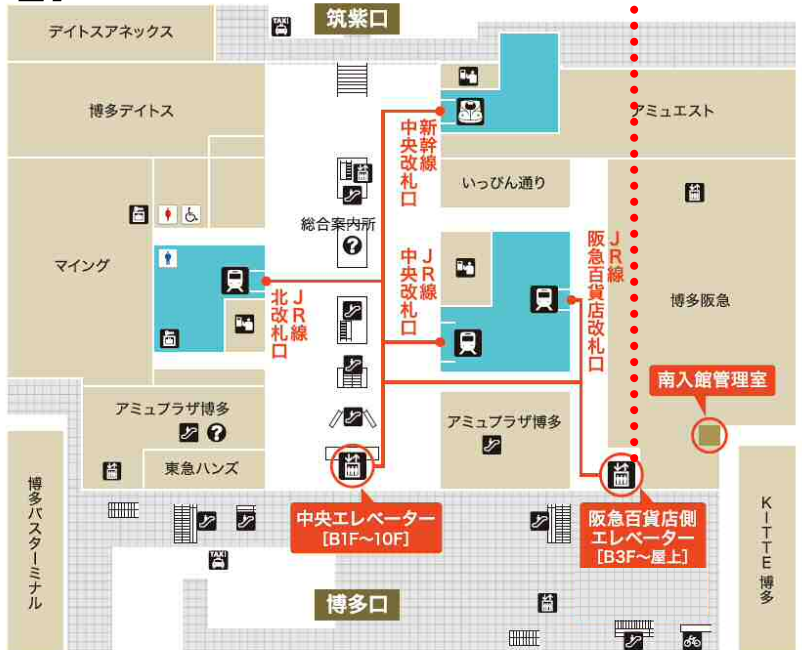 筑紫口
TAXI
デイトスアネックス
博多デイトス
アミュエスト
新幹線
中央改札口
いっぴん通り
総合案内所
?
マイング
JR線
北改札口
JR線
中央改札口
JR線
阪急百貨店改札口
博多阪急
南入館管理室
アミュプラザ博多
?
東急ハンズ
アミュプラザ博多
中央エレベーター
[B1F〜10F]
阪急百貨店側
エレベーター
[B3F〜屋上]
博多バスターミナル
KITTE博多
TAXI
博多口